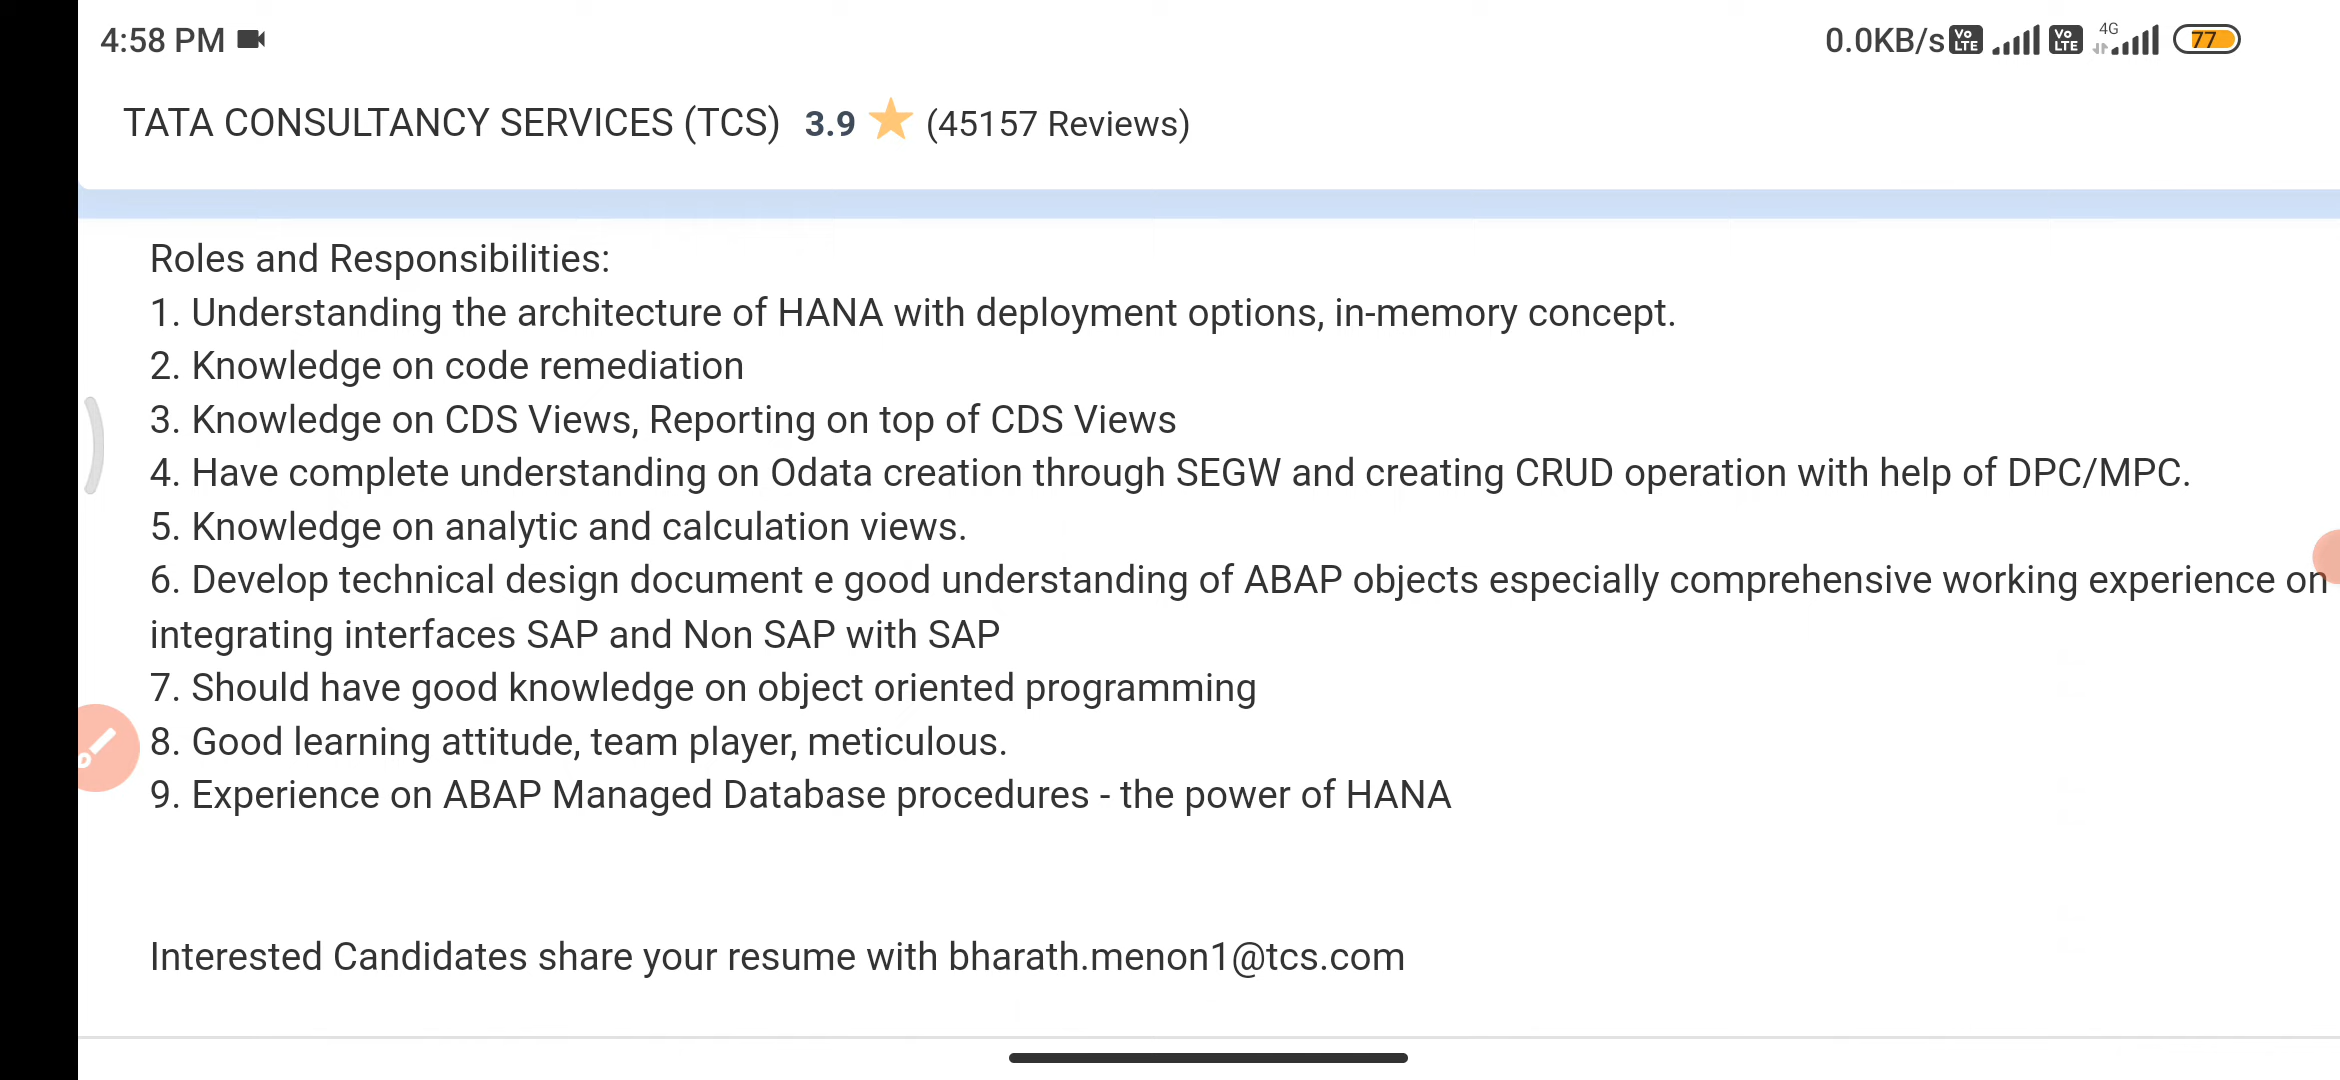 4:58 PM 0.0KB/s Vo LTE Vo LTE 4G 77
TATA CONSULTANCY SERVICES (TCS) 3.9 (45157 Reviews)
Roles and Responsibilities:
1. Understanding the architecture of HANA with deployment options, in-memory concept.
2. Knowledge on code remediation
3. Knowledge on CDS Views, Reporting on top of CDS Views
4. Have complete understanding on Odata creation through SEGW and creating CRUD operation with help of DPC/MPC.
5. Knowledge on analytic and calculation views.
6. Develop technical design document e good understanding of ABAP objects especially comprehensive working experience on
integrating interfaces SAP and Non SAP with SAP
7. Should have good knowledge on object oriented programming
8. Good learning attitude, team player, meticulous.
9. Experience on ABAP Managed Database procedures - the power of HANA
Interested Candidates share your resume with bharath.menon1@tcs.com